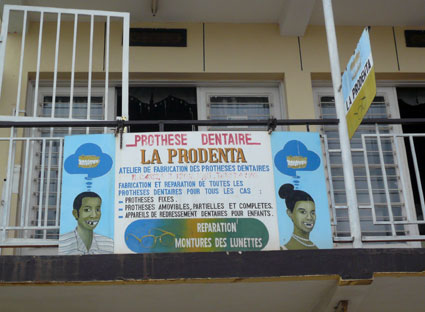 PROTHESE DENTAIRE
LA PRODENTA
ATELIER DE FABRICATION DES PROTHESES DENTAIRES
FABRICATION ET REPARATION DE TOUTES LES
PROTHESES DENTAIRES POUR TOUS LES CAS :
- PROTHESES FIXES.
- PROTHESES AMOVIBLES, PARTIELLES ET COMPLETES.
- APPAREILS DE REDRESSEMENT DENTAIRES POUR ENFANTS.
REPARATION
MONTURES DES LUNETTES
LA PRODENTA